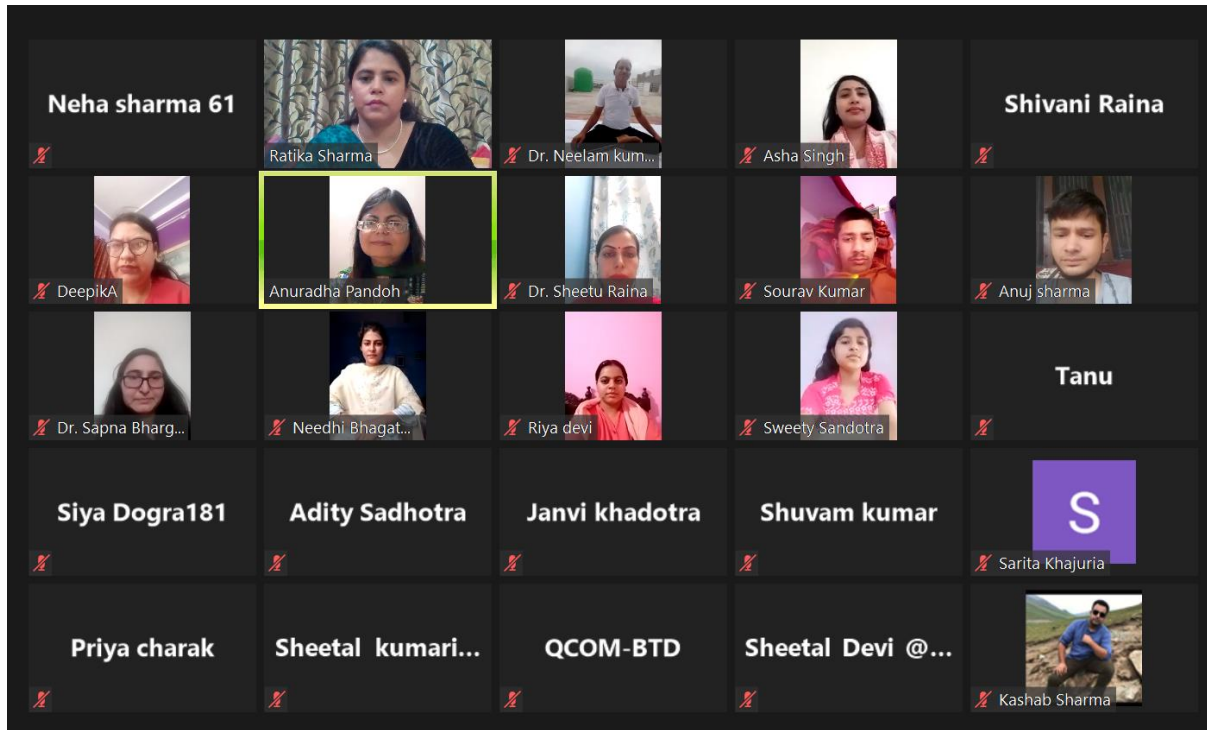 Neha sharma 61
Ratika Sharma
Dr. Neelam kum...
Asha Singh
Shivani Raina
DeepikA
Anuradha Pandoh
Dr. Sheetu Raina
Sourav Kumar
Anuj sharma
Dr. Sapna Bharg...
Needhi Bhagat...
Riya devi
Sweety Sandotra
Tanu
Siya Dogra181
Adity Sadhotra
Janvi khadotra
Shuvam kumar
S
Sarita Khajuria
Priya charak
Sheetal kumari...
QCOM-BTD
Sheetal Devi @...
Kashab Sharma